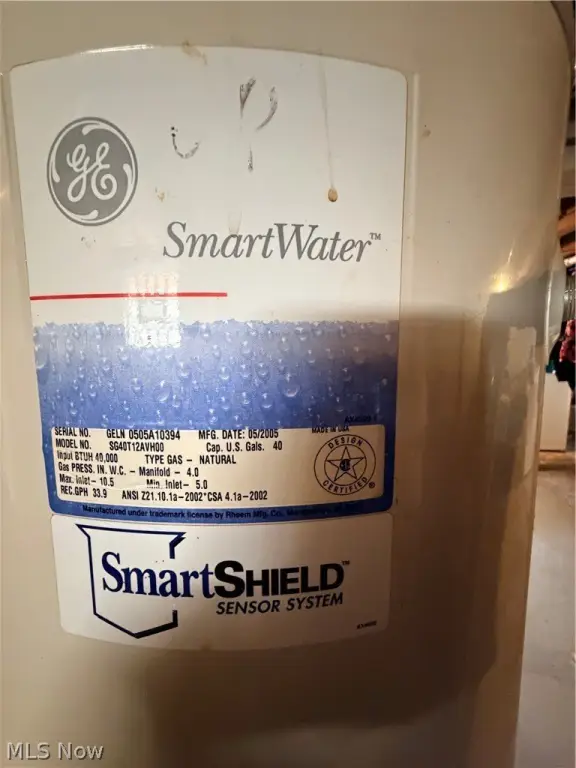 GE
SmartWater™
SERIAL NO. GELN 0505A10394 MFG. DATE: 05/2005 MADE IN USA
MODEL NO. SG40T12AVH00 Cap. U.S. Gals. 40
Input BTUH 40,000 TYPE GAS - NATURAL
Gas PRESS. IN. W.C. - Manifold - 4.0
Max. Inlet- 10.5 Min. Inlet- 5.0
REC.GPH 33.9 ANSI Z21.10.1a-2002*CSA 4.1a-2002
DESIGN
CERTIFIED ®
Manufactured under trademark license by Rheem Mfg. Co.
SmartSHIELD™
SENSOR SYSTEM
MLS Now